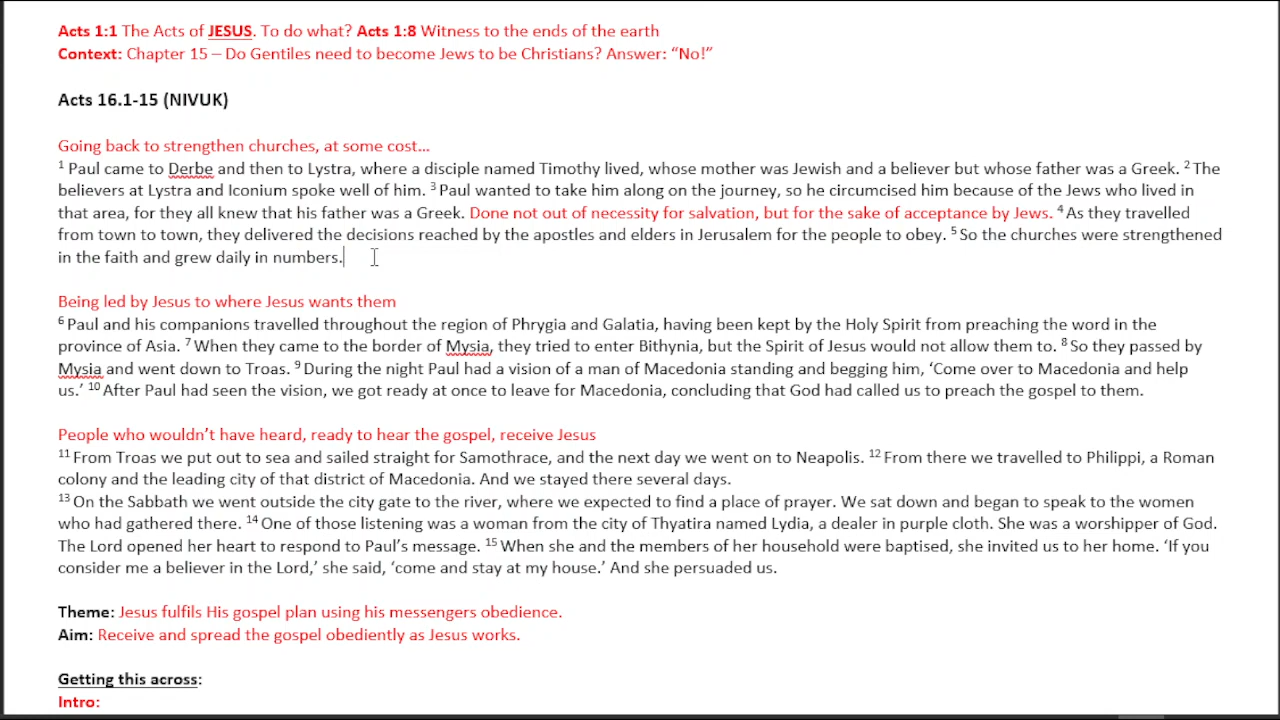 Acts 1:1 The Acts of JESUS. To do what? Acts 1:8 Witness to the ends of the earth
Context: Chapter 15 – Do Gentiles need to become Jews to be Christians? Answer: “No!”
Acts 16.1-15 (NIVUK)
Going back to strengthen churches, at some cost…
1 Paul came to Derbe and then to Lystra, where a disciple named Timothy lived, whose mother was Jewish and a believer but whose father was a Greek. 2 The
believers at Lystra and Iconium spoke well of him. 3 Paul wanted to take him along on the journey, so he circumcised him because of the Jews who lived in
that area, for they all knew that his father was a Greek. Done not out of necessity for salvation, but for the sake of acceptance by Jews. 4 As they travelled
from town to town, they delivered the decisions reached by the apostles and elders in Jerusalem for the people to obey. 5 So the churches were strengthened
in the faith and grew daily in numbers.
Being led by Jesus to where Jesus wants them
6 Paul and his companions travelled throughout the region of Phrygia and Galatia, having been kept by the Holy Spirit from preaching the word in the
province of Asia. 7 When they came to the border of Mysia, they tried to enter Bithynia, but the Spirit of Jesus would not allow them to. 8 So they passed by
Mysia and went down to Troas. 9 During the night Paul had a vision of a man of Macedonia standing and begging him, ‘Come over to Macedonia and help
us.’ 10 After Paul had seen the vision, we got ready at once to leave for Macedonia, concluding that God had called us to preach the gospel to them.
People who wouldn’t have heard, ready to hear the gospel, receive Jesus
11 From Troas we put out to sea and sailed straight for Samothrace, and the next day we went on to Neapolis. 12 From there we travelled to Philippi, a Roman
colony and the leading city of that district of Macedonia. And we stayed there several days.
13 On the Sabbath we went outside the city gate to the river, where we expected to find a place of prayer. We sat down and began to speak to the women
who had gathered there. 14 One of those listening was a woman from the city of Thyatira named Lydia, a dealer in purple cloth. She was a worshipper of God.
The Lord opened her heart to respond to Paul’s message. 15 When she and the members of her household were baptised, she invited us to her home. ‘If you
consider me a believer in the Lord,’ she said, ‘come and stay at my house.’ And she persuaded us.
Theme: Jesus fulfils His gospel plan using his messengers obedience.
Aim: Receive and spread the gospel obediently as Jesus works.
Getting this across:
Intro: